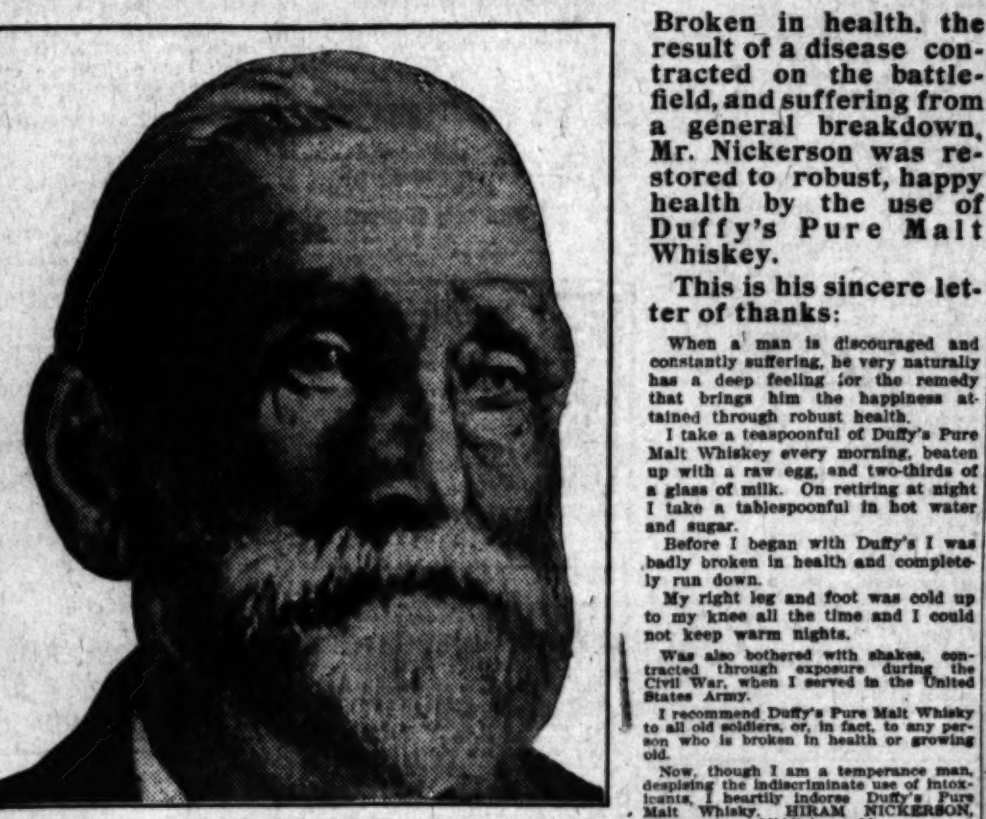 Broken in health, the
result of a disease con-
tracted on the battle-
field, and suffering from
a general breakdown,
Mr. Nickerson was re-
stored to robust, happy
health by the use of
Duffy's Pure Malt
Whiskey.
This is his sincere let-
ter of thanks:
When a man is discouraged and
constantly suffering, he very naturally
has a deep feeling for the remedy
that brings him the happiness at-
tained through robust health.
I take a teaspoonful of Duffy's Pure
Malt Whiskey every morning, beaten
up with a raw egg, and two-thirds of
a glass of milk. On retiring at night
I take a tablespoonful in hot water
and sugar.
Before I began with Duffy's I was
badly broken in health and complete-
ly run down.
My right leg and foot was cold up
to my knee all the time and I could
not keep warm nights.
Was also bothered with shakes, con-
tracted through exposure during the
Civil War, when I served in the United
States Army.
I recommend Duffy's Pure Malt Whisky
to all old soldiers, or, in fact, to any per-
son who is broken in health or growing
old.
Now, though I am a temperance man,
despising the indiscriminate use of intox-
icants, I heartily indorse Duffy's Pure
Malt Whisky. HIRAM NICKERSON,